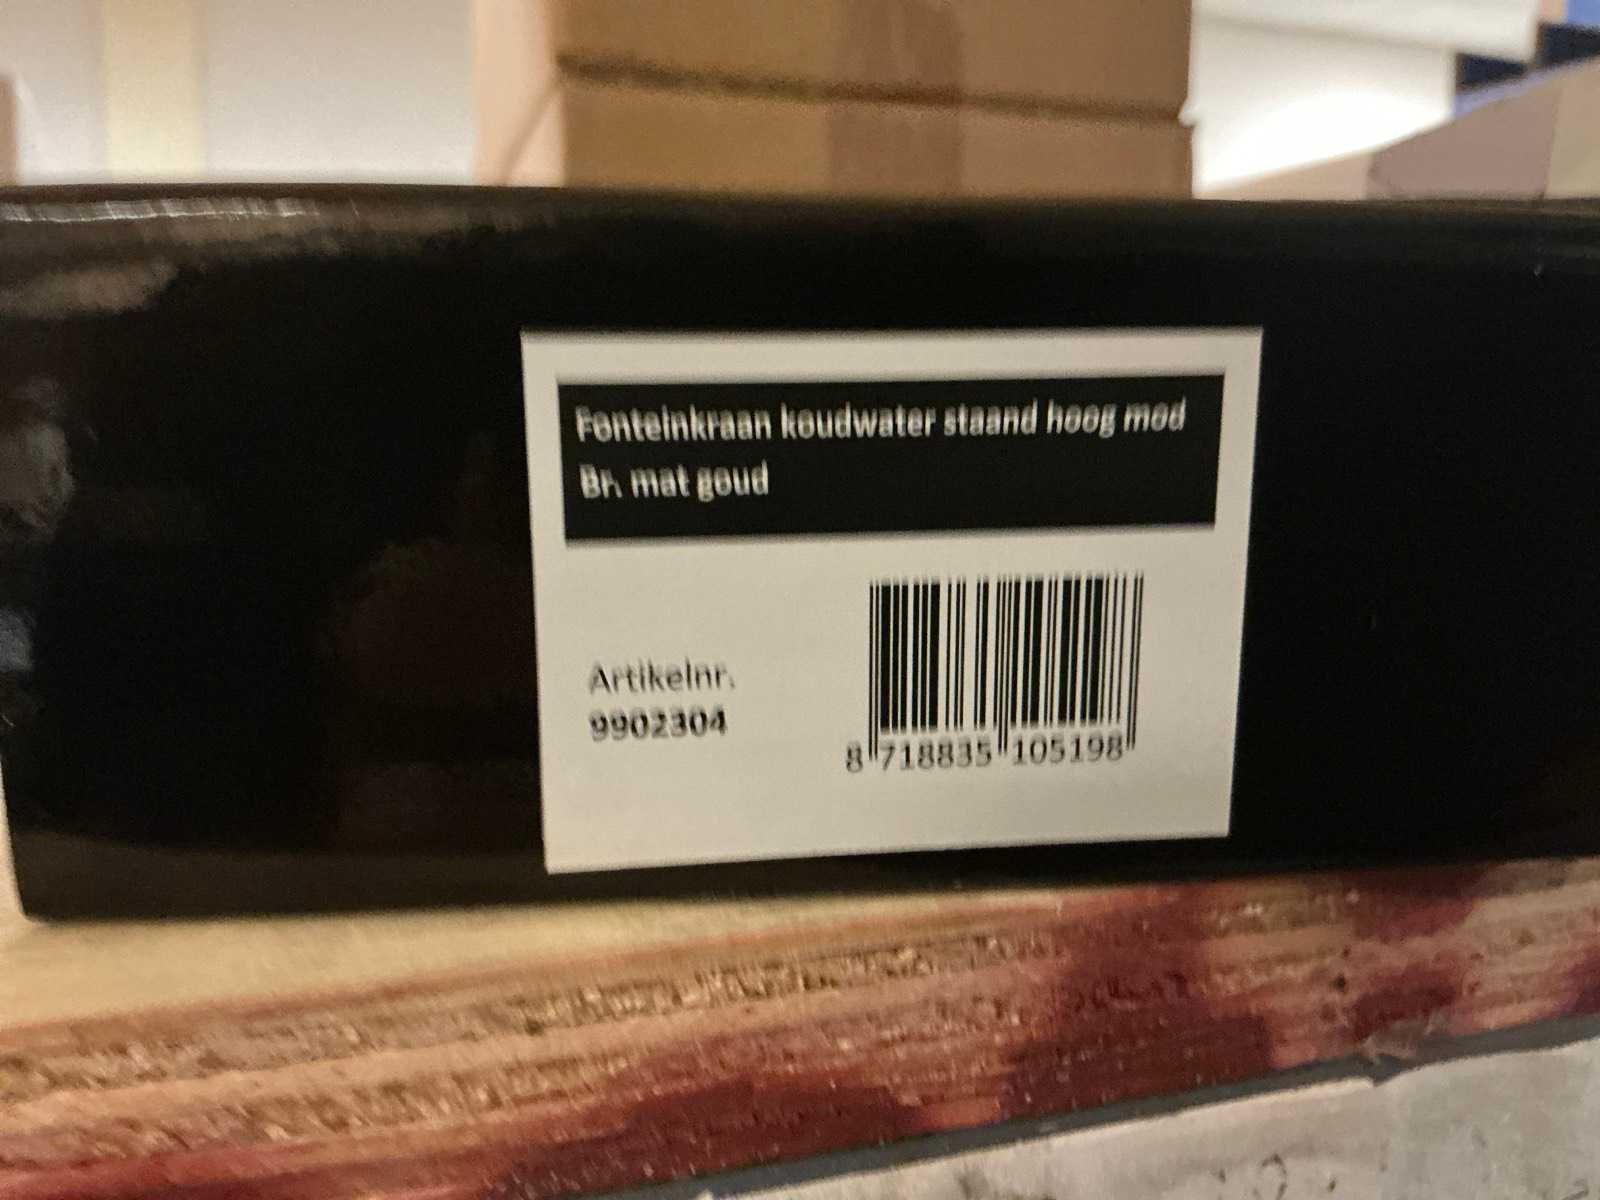 Fonteinkraan koudwater staand hoog mod
Br. mat goud
Artikelnr.
9902304
8 718835 105198